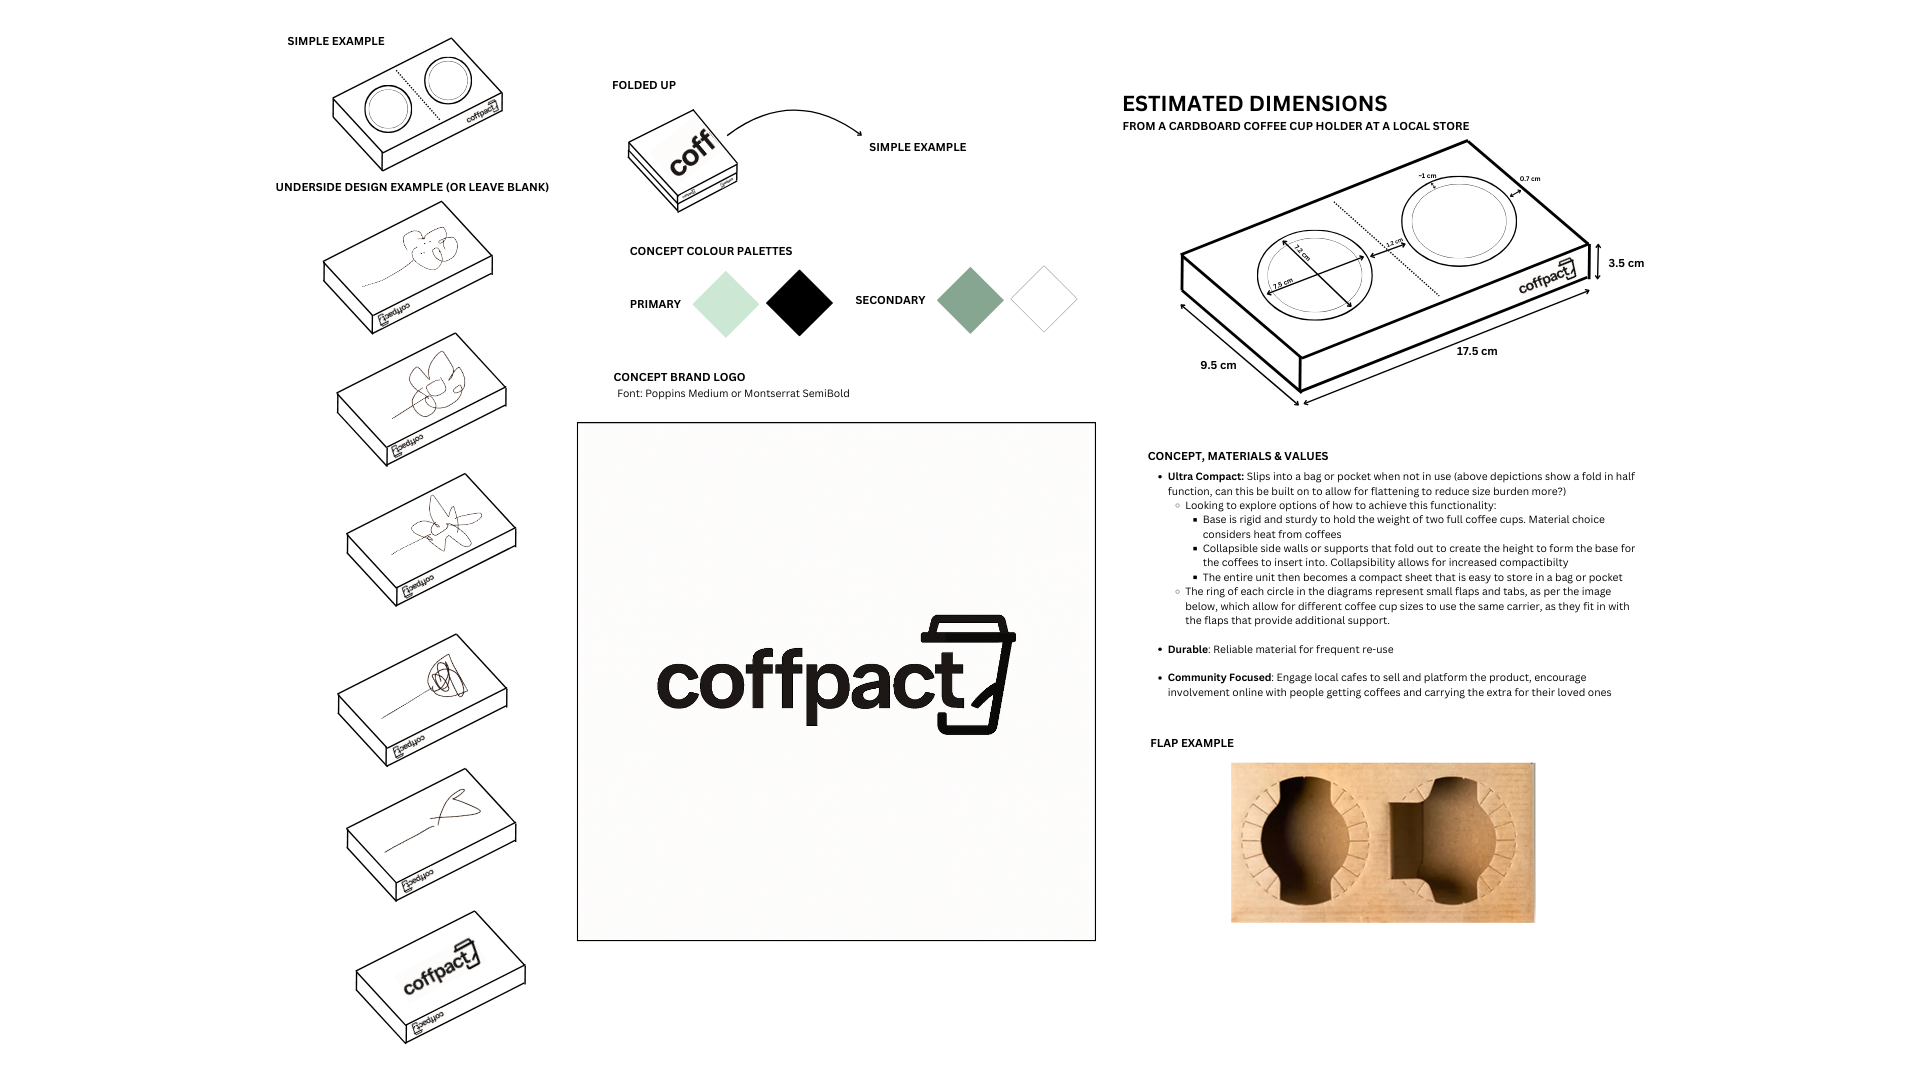 SIMPLE EXAMPLE
coffpact
UNDERSIDE DESIGN EXAMPLE (OR LEAVE BLANK)
coffpact
coffpact
coffpact
coffpact
coffpact
coffpact
coffpact
FOLDED UP
coff
SIMPLE EXAMPLE
CONCEPT COLOUR PALETTES
PRIMARY
SECONDARY
CONCEPT BRAND LOGO
Font: Poppins Medium or Montserrat SemiBold
coffpact
ESTIMATED DIMENSIONS
FROM A CARDBOARD COFFEE CUP HOLDER AT A LOCAL STORE
~1 cm
0.7 cm
7.2 cm
7.5 cm
1.2 cm
coffpact
3.5 cm
17.5 cm
9.5 cm
CONCEPT, MATERIALS & VALUES
• Ultra Compact: Slips into a bag or pocket when not in use (above depictions show a fold in half
function, can this be built on to allow for flattening to reduce size burden more?)
○ Looking to explore options of how to achieve this functionality:
▪ Base is rigid and sturdy to hold the weight of two full coffee cups. Material choice
considers heat from coffees
▪ Collapsible side walls or supports that fold out to create the height to form the base for
the coffees to insert into. Collapsibility allows for increased compactibilty
▪ The entire unit then becomes a compact sheet that is easy to store in a bag or pocket
○ The ring of each circle in the diagrams represent small flaps and tabs, as per the image
below, which allow for different coffee cup sizes to use the same carrier, as they fit in with
the flaps that provide additional support.
• Durable: Reliable material for frequent re-use
• Community Focused: Engage local cafes to sell and platform the product, encourage
involvement online with people getting coffees and carrying the extra for their loved ones
FLAP EXAMPLE